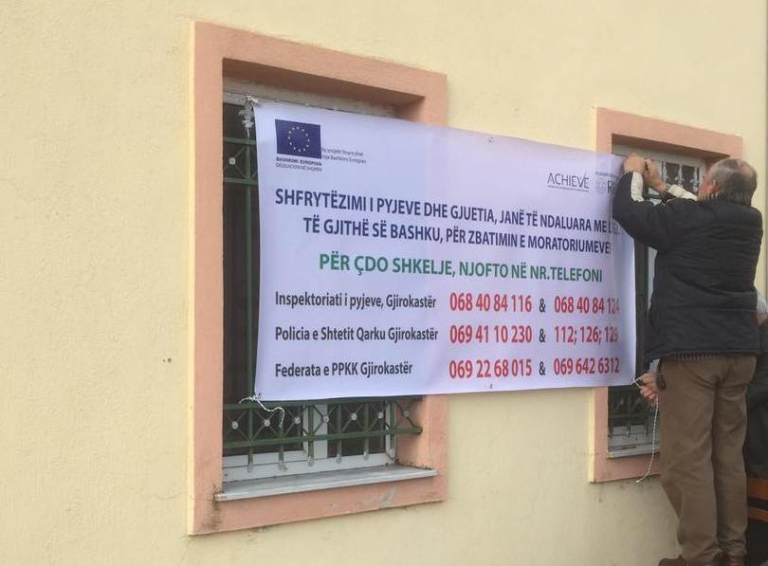 BASHKIMI EUROPIAN
ACHIEVE
SHFRYTËZIMI I PYJEVE DHE GJUETIA, JANË TË NDALUARA ME
TË GJITHË SË BASHKU, PËR ZBATIMIN E MORATORIUMEVE
PËR ÇDO SHKELJE, NJOFTO NË NR.TELEFONI
Inspektoriati i pyjeve, Gjirokastër 068 40 84 116 & 068 40 84 124
Policia e Shtetit Qarku Gjirokastër 069 41 10 230 & 112; 126; 129
Federata e PPKK Gjirokastër 069 22 68 015 & 069 642 6312